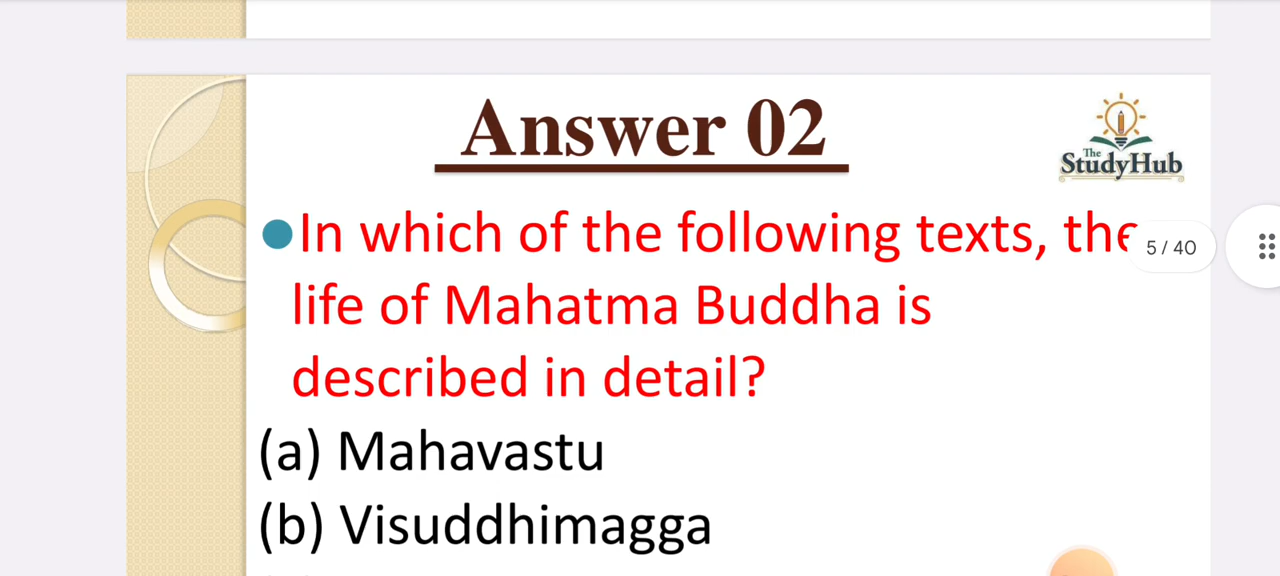 Answer 02
The
StudyHub
In which of the following texts, the
5 / 40
life of Mahatma Buddha is
described in detail?
(a) Mahavastu
(b) Visuddhimagga